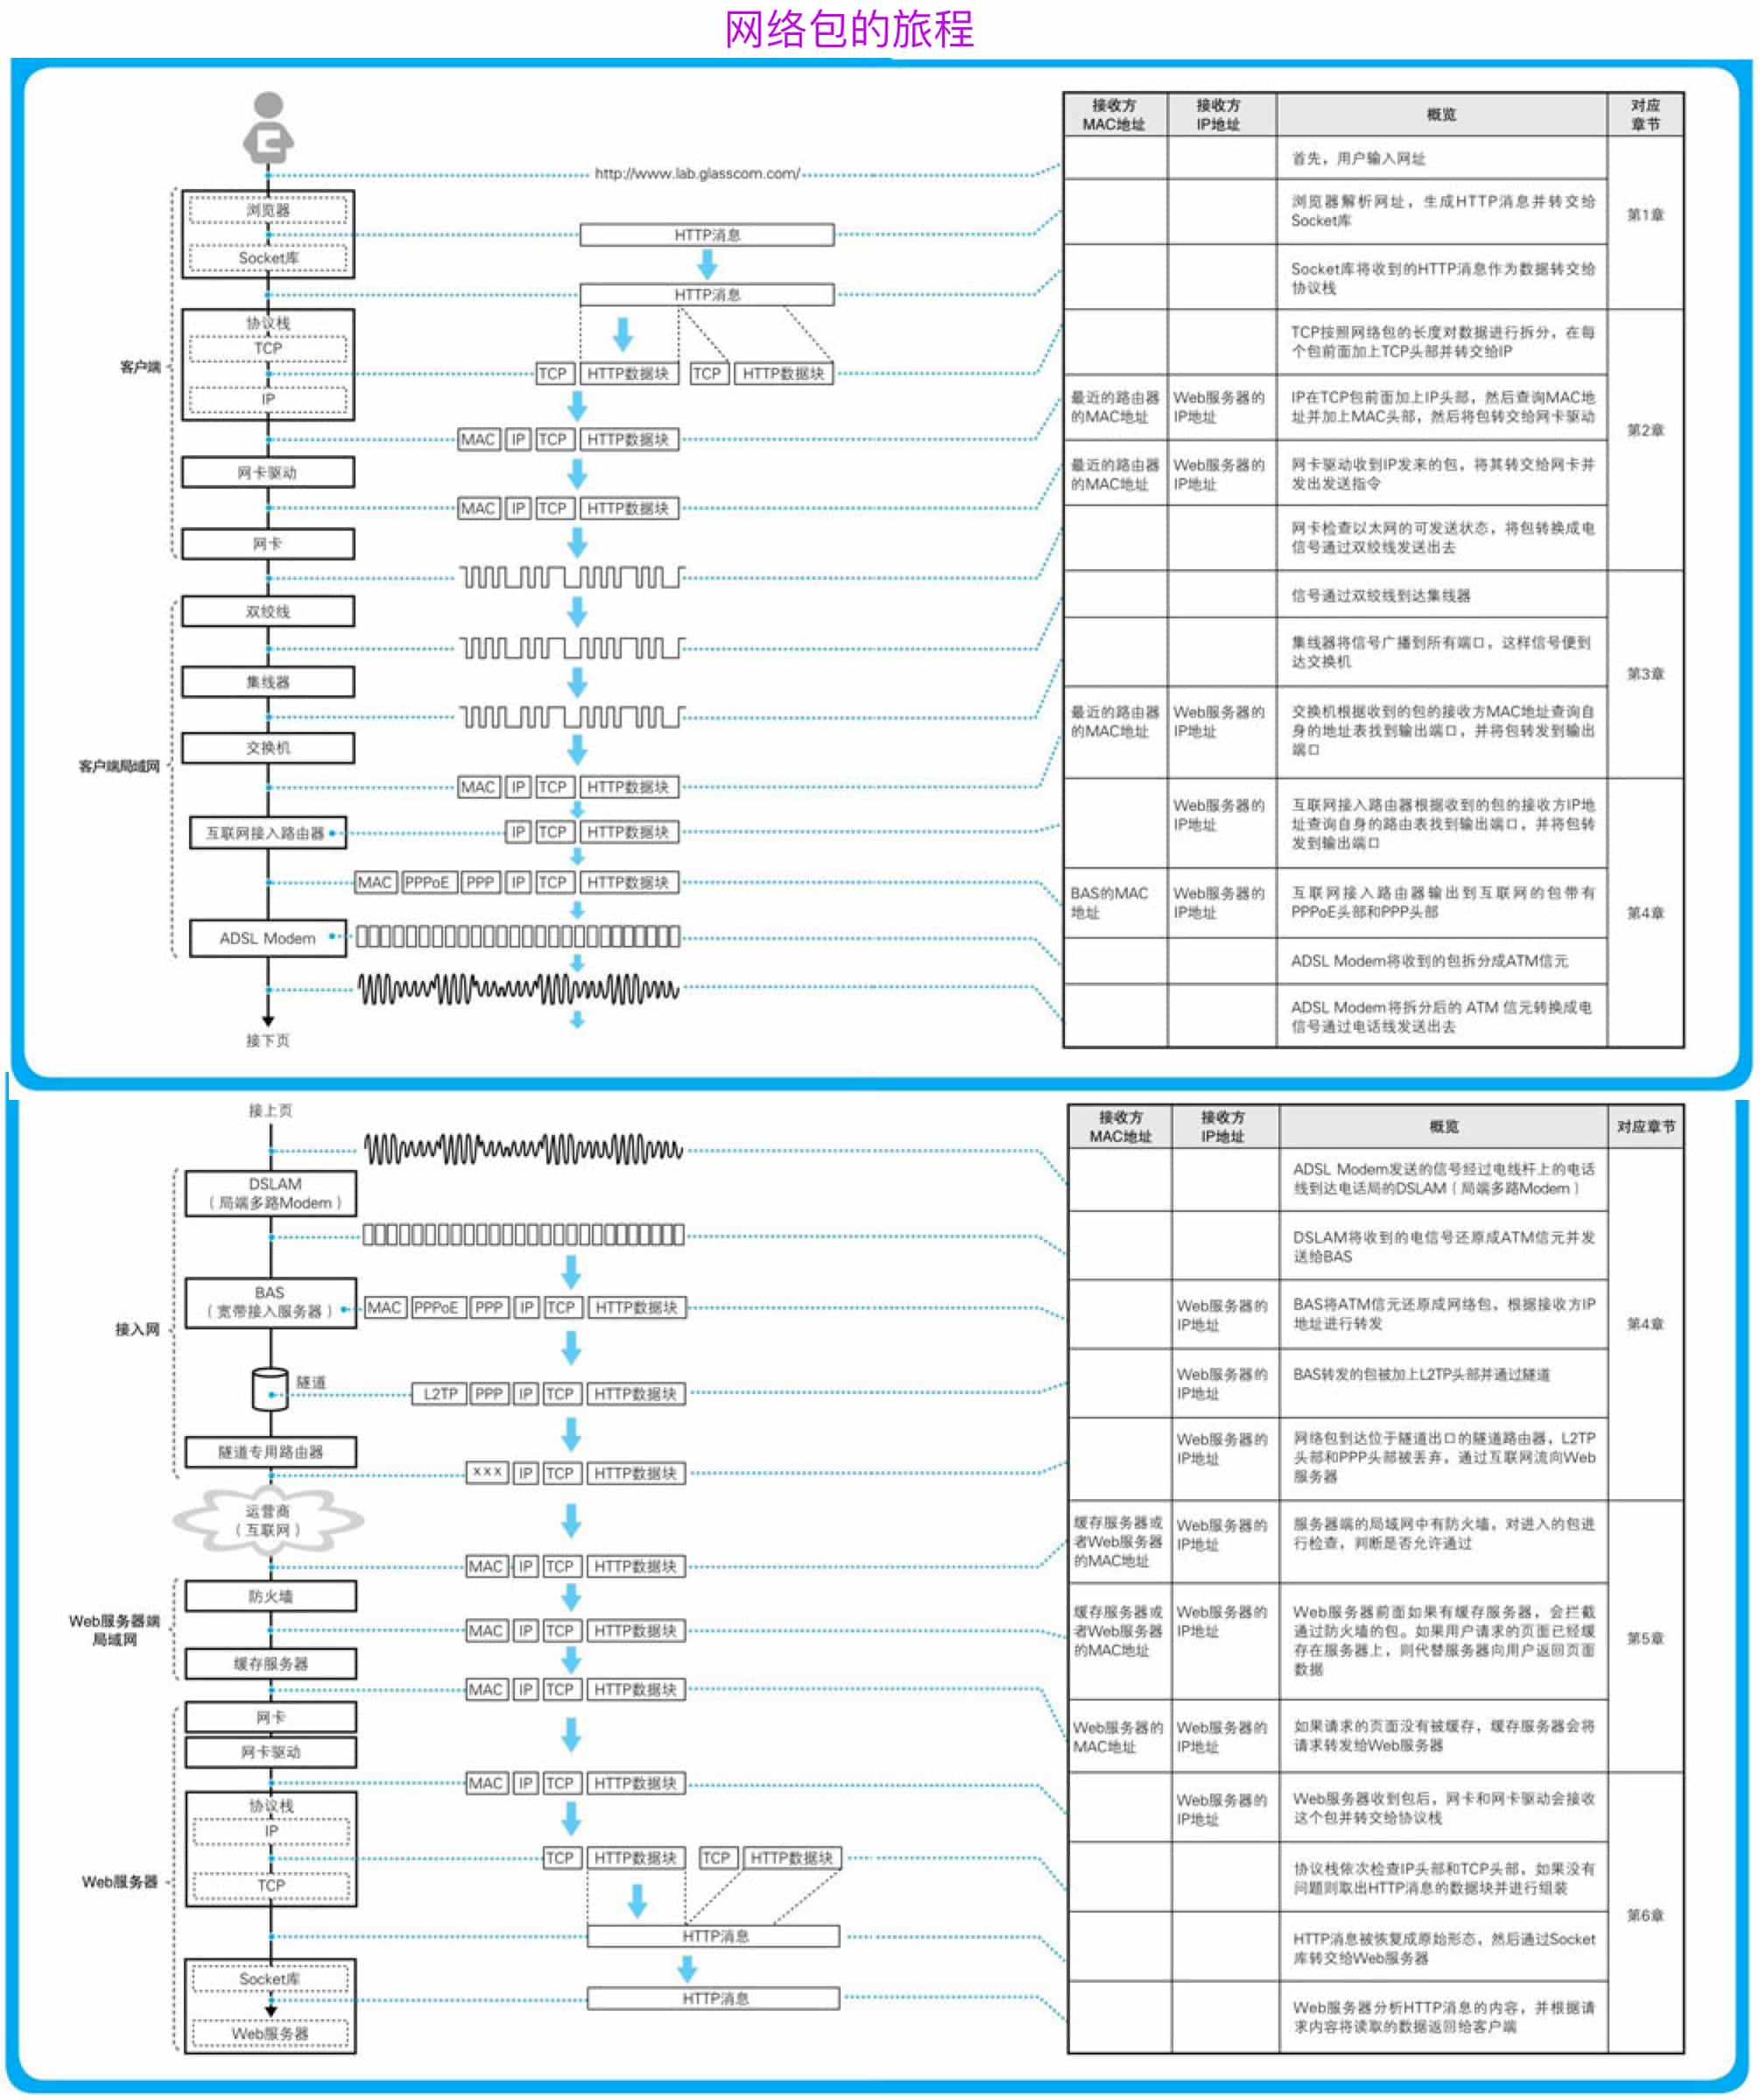 网络包的旅程
http://www.lab.glasscom.com/
客户端
浏览器
HTTP消息
Socket库
HTTP消息
协议栈
TCP
TCP HTTP数据块 TCP HTTP数据块
IP
MAC IP TCP HTTP数据块
网卡驱动
MAC IP TCP HTTP数据块
网卡
客户端局域网
双绞线
集线器
交换机
MAC IP TCP HTTP数据块
互联网接入路由器
IP TCP HTTP数据块
MAC PPPoE PPP IP TCP HTTP数据块
ADSL Modem
接下页
接收方
MAC地址
接收方
IP地址
概览
对应
章节
首先，用户输入网址
浏览器解析网址，生成HTTP消息并转交给
Socket库
Socket库将收到的HTTP消息作为数据转交给
协议栈
第1章
TCP按照网络包的长度对数据进行拆分，在每
个包前面加上TCP头部并转交给IP
最近的路由器
的MAC地址
Web服务器的
IP地址
IP在TCP包前面加上IP头部，然后查询MAC地
址并加上MAC头部，然后将包转交给网卡驱动
最近的路由器
的MAC地址
Web服务器的
IP地址
网卡驱动收到IP发来的包，将其转交给网卡并
发出发送指令
网卡检查以太网的可发送状态，将包转换成电
信号通过双绞线发送出去
第2章
信号通过双绞线到达集线器
集线器将信号广播到所有端口，这样信号便到
达交换机
最近的路由器
的MAC地址
Web服务器的
IP地址
交换机根据收到的包的接收方MAC地址查询自
身的地址表找到输出端口，并将包转发到输出
端口
第3章
Web服务器的
IP地址
互联网接入路由器根据收到的包的接收方IP地
址查询自身的路由表找到输出端口，并将包转
发到输出端口
BAS的MAC
地址
Web服务器的
IP地址
互联网接入路由器输出到互联网的包带有
PPPoE头部和PPP头部
ADSL Modem将收到的包拆分成ATM信元
ADSL Modem将拆分后的 ATM 信元转换成电
信号通过电话线发送出去
第4章
接上页
接入网
DSLAM
（局端多路Modem）
BAS
（宽带接入服务器）
MAC PPPoE PPP IP TCP HTTP数据块
隧道
L2TP PPP IP TCP HTTP数据块
隧道专用路由器
××× IP TCP HTTP数据块
运营商
（互联网）
MAC IP TCP HTTP数据块
Web服务器端
局域网
防火墙
MAC IP TCP HTTP数据块
缓存服务器
MAC IP TCP HTTP数据块
Web服务器
网卡
网卡驱动
MAC IP TCP HTTP数据块
协议栈
IP
TCP HTTP数据块 TCP HTTP数据块
TCP
HTTP消息
Socket库
HTTP消息
Web服务器
接收方
MAC地址
接收方
IP地址
概览
对应章节
ADSL Modem发送的信号经过电线杆上的电话
线到达电话局的DSLAM（局端多路Modem）
DSLAM将收到的电信号还原成ATM信元并发
送给BAS
Web服务器的
IP地址
BAS将ATM信元还原成网络包，根据接收方IP
地址进行转发
Web服务器的
IP地址
BAS转发的包被加上L2TP头部并通过隧道
Web服务器的
IP地址
网络包到达位于隧道出口的隧道路由器，L2TP
头部和PPP头部被丢弃，通过互联网流向Web
服务器
第4章
缓存服务器或
者Web服务器
的MAC地址
Web服务器的
IP地址
服务器端的局域网中有防火墙，对进入的包进
行检查，判断是否允许通过
缓存服务器或
者Web服务器
的MAC地址
Web服务器的
IP地址
Web服务器前面如果有缓存服务器，会拦截
通过防火墙的包。如果用户请求的页面已经缓
存在服务器上，则代替服务器向用户返回页面
数据
Web服务器的
MAC地址
Web服务器的
IP地址
如果请求的页面没有被缓存，缓存服务器会将
请求转发给Web服务器
第5章
Web服务器的
IP地址
Web服务器收到包后，网卡和网卡驱动会接收
这个包并转交给协议栈
协议栈依次检查IP头部和TCP头部，如果没有
问题则取出HTTP消息的数据块并进行组装
HTTP消息被恢复成原始形态，然后通过Socket
库转交给Web服务器
Web服务器分析HTTP消息的内容，并根据请
求内容将读取的数据返回给客户端
第6章